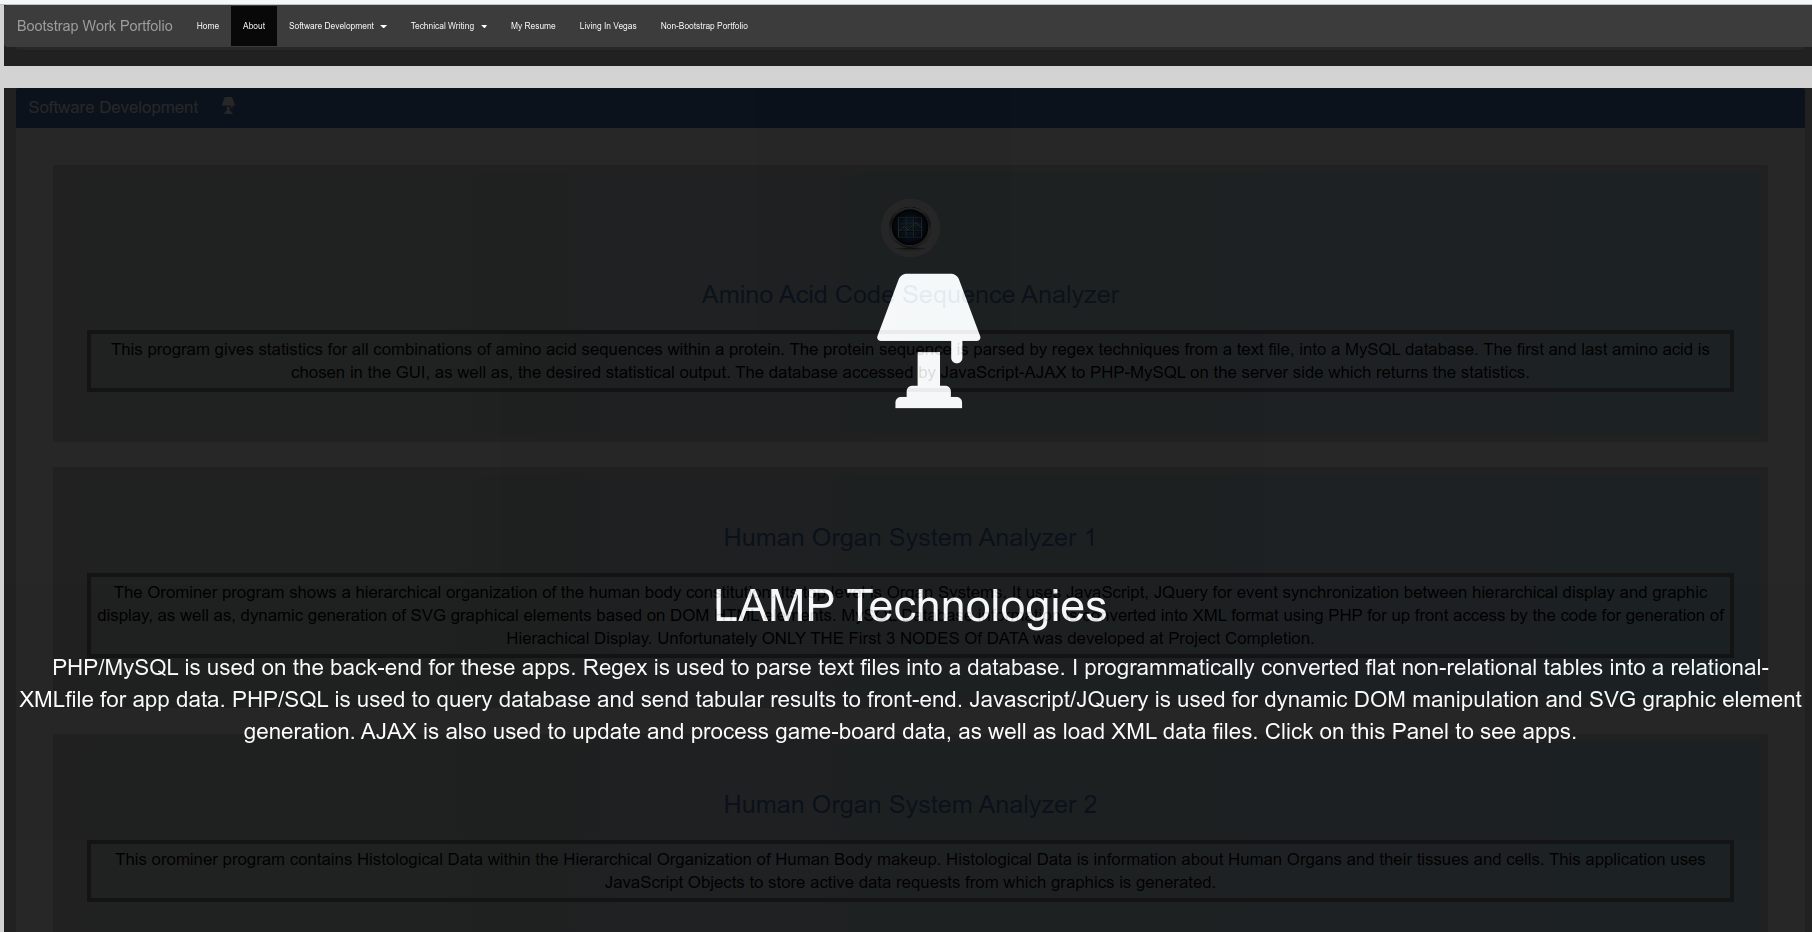 Bootstrap Work Portfolio Home About Software Development Technical Writing My Resume Living In Vegas Non-Bootstrap Portfolio
Software Development
Amino Acid Code Sequence Analyzer
This program gives statistics for all combinations of amino acid sequences within a protein. The protein sequence is parsed by regex techniques from a text file, into a MySQL database. The first and last amino acid is
chosen in the GUI, as well as, the desired statistical output. The database accessed by JavaScript-AJAX to PHP-MySQL on the server side which returns the statistics.
Human Organ System Analyzer 1
The Orominer program shows a hierarchical organization of the human body Organ Systems. It uses JavaScript, JQuery for event synchronization between hierarchical display and graphic
LAMP Technologies
display, as well as, dynamic generation of SVG graphical elements based on DOM converted into XML format using PHP for up front access by the code for generation of
Hierachical Display. Unfortunately ONLY THE First 3 NODES Of DATA was developed at Project Completion.
PHP/MySQL is used on the back-end for these apps. Regex is used to parse text files into a database. I programmatically converted flat non-relational tables into a relational-
XMLfile for app data. PHP/SQL is used to query database and send tabular results to front-end. Javascript/JQuery is used for dynamic DOM manipulation and SVG graphic element
generation. AJAX is also used to update and process game-board data, as well as load XML data files. Click on this Panel to see apps.
Human Organ System Analyzer 2
This orominer program contains Histological Data within the Hierarchical Organization of Human Body makeup. Histological Data is information about Human Organs and their tissues and cells. This application uses
JavaScript Objects to store active data requests from which graphics is generated.